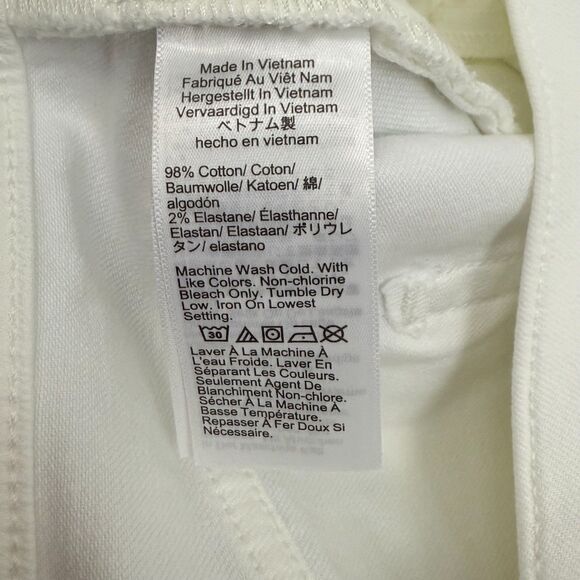 Made In Vietnam
Fabriqué Au Viêt Nam
Hergestellt In Vietnam
Vervaardigd In Vietnam
ベトナム製
hecho en vietnam
98% Cotton/ Coton/
Baumwolle/ Katoen/ 綿/
algodón
2% Elastane/ Élasthanne/
Elastan/ Elastaan/ ポリウレ
タン/ elastano
Machine Wash Cold. With
Like Colors. Non-chlorine
Bleach Only. Tumble Dry
Low. Iron On Lowest
Setting.
30
Laver À La Machine À
L'eau Froide. Laver En
Séparant Les Couleurs.
Seulement Agent De
Blanchiment Non-chlore.
Sécher À La Machine À
Basse Température.
Repasser À Fer Doux Si
Nécessaire.